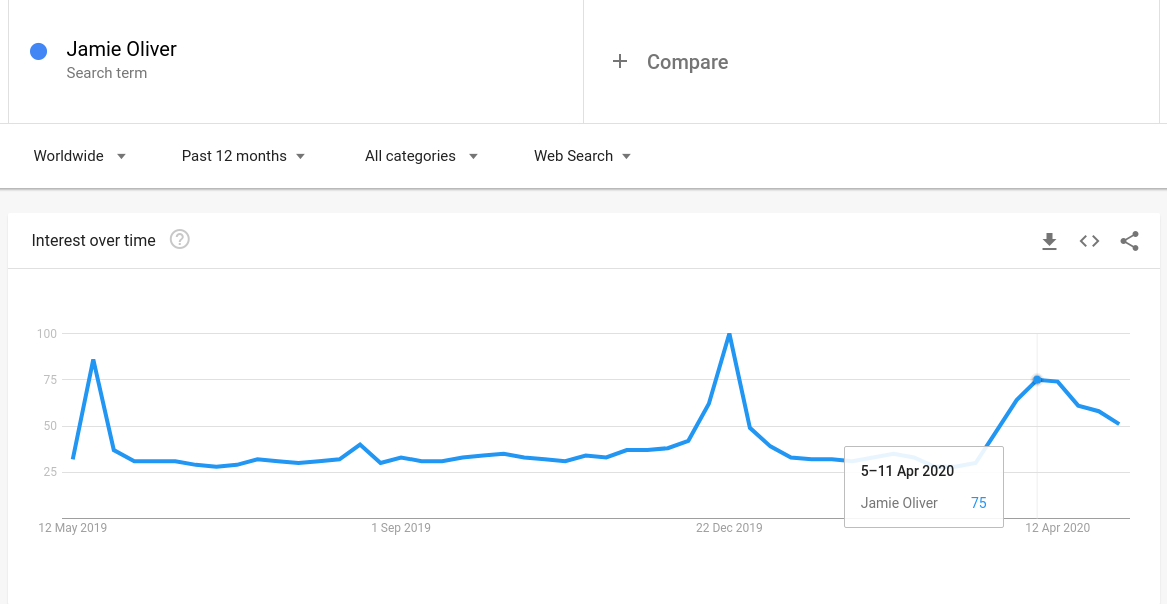 Jamie Oliver
Search term
+ Compare
Worldwide
Past 12 months
All categories
Web Search
Interest over time ?
100
75
50
25
5–11 Apr 2020
Jamie Oliver 75
12 May 2019
1 Sep 2019
22 Dec 2019
12 Apr 2020